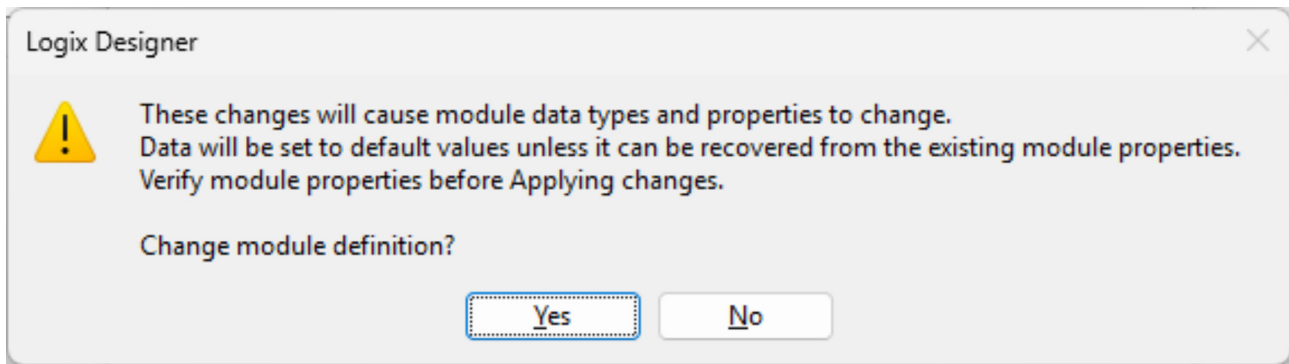 Logix Designer
These changes will cause module data types and properties to change.
Data will be set to default values unless it can be recovered from the existing module properties.
Verify module properties before Applying changes.
Change module definition?
Yes
No